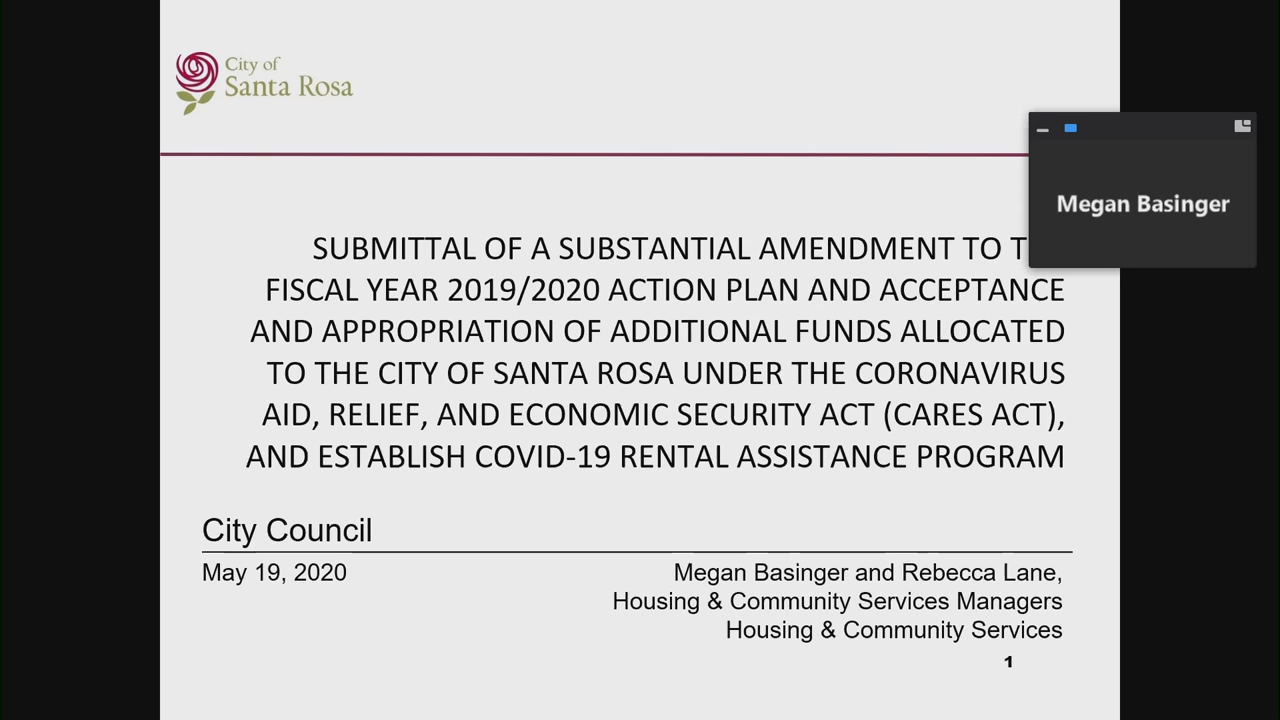 City of
Santa Rosa
Megan Basinger
SUBMITTAL OF A SUBSTANTIAL AMENDMENT TO
FISCAL YEAR 2019/2020 ACTION PLAN AND ACCEPTANCE
AND APPROPRIATION OF ADDITIONAL FUNDS ALLOCATED
TO THE CITY OF SANTA ROSA UNDER THE CORONAVIRUS
AID, RELIEF, AND ECONOMIC SECURITY ACT (CARES ACT),
AND ESTABLISH COVID-19 RENTAL ASSISTANCE PROGRAM
City Council
May 19, 2020
Megan Basinger and Rebecca Lane,
Housing & Community Services Managers
Housing & Community Services
1